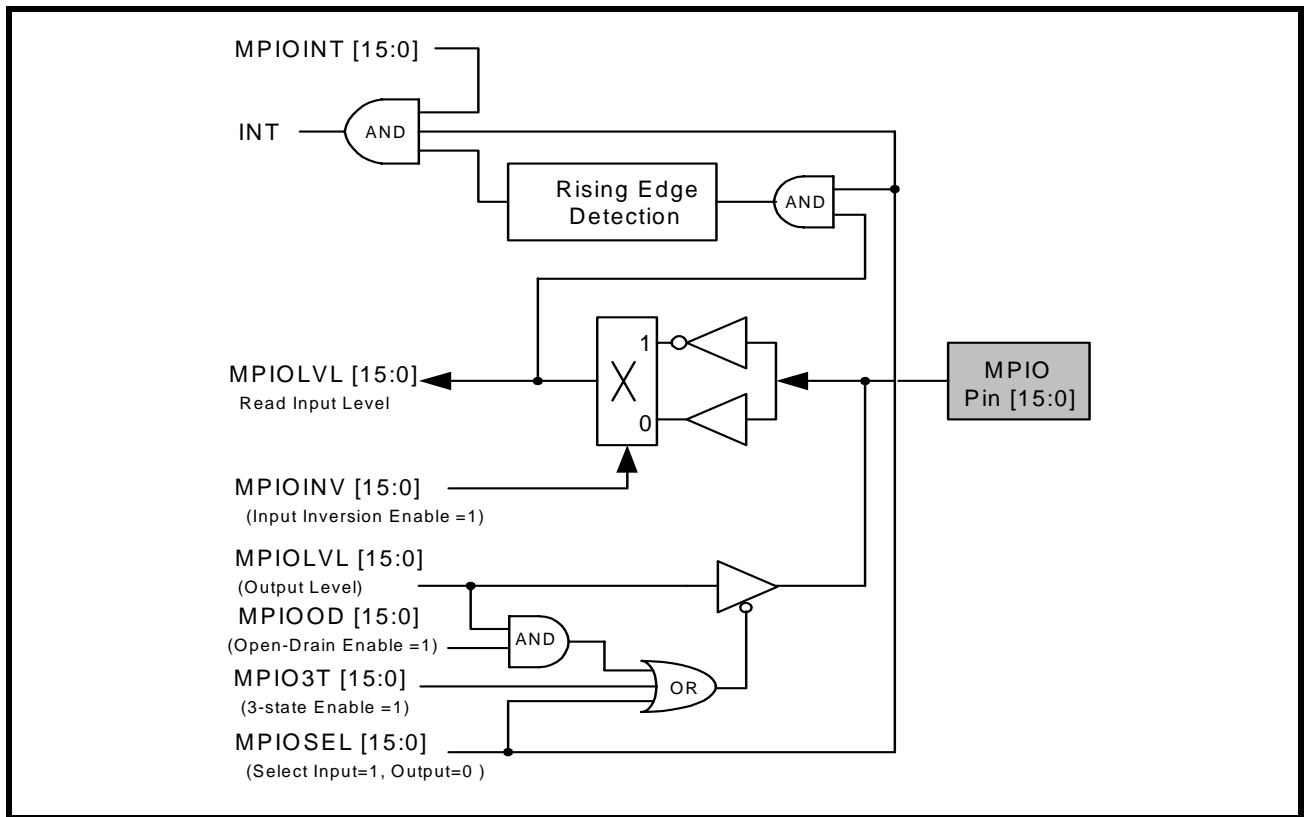 MPIOINT [15:0]
INT
AND
Rising Edge
Detection
AND
1
MPIOLVL [15:0]
Read Input Level
0
MPIO
Pin [15:0]
MPIOINV [15:0]
(Input Inversion Enable =1)
MPIOLVL [15:0]
(Output Level)
MPIOOD [15:0]
(Open-Drain Enable =1)
AND
MPIO3T [15:0]
(3-state Enable =1)
OR
MPIOSEL [15:0]
(Select Input=1, Output=0 )